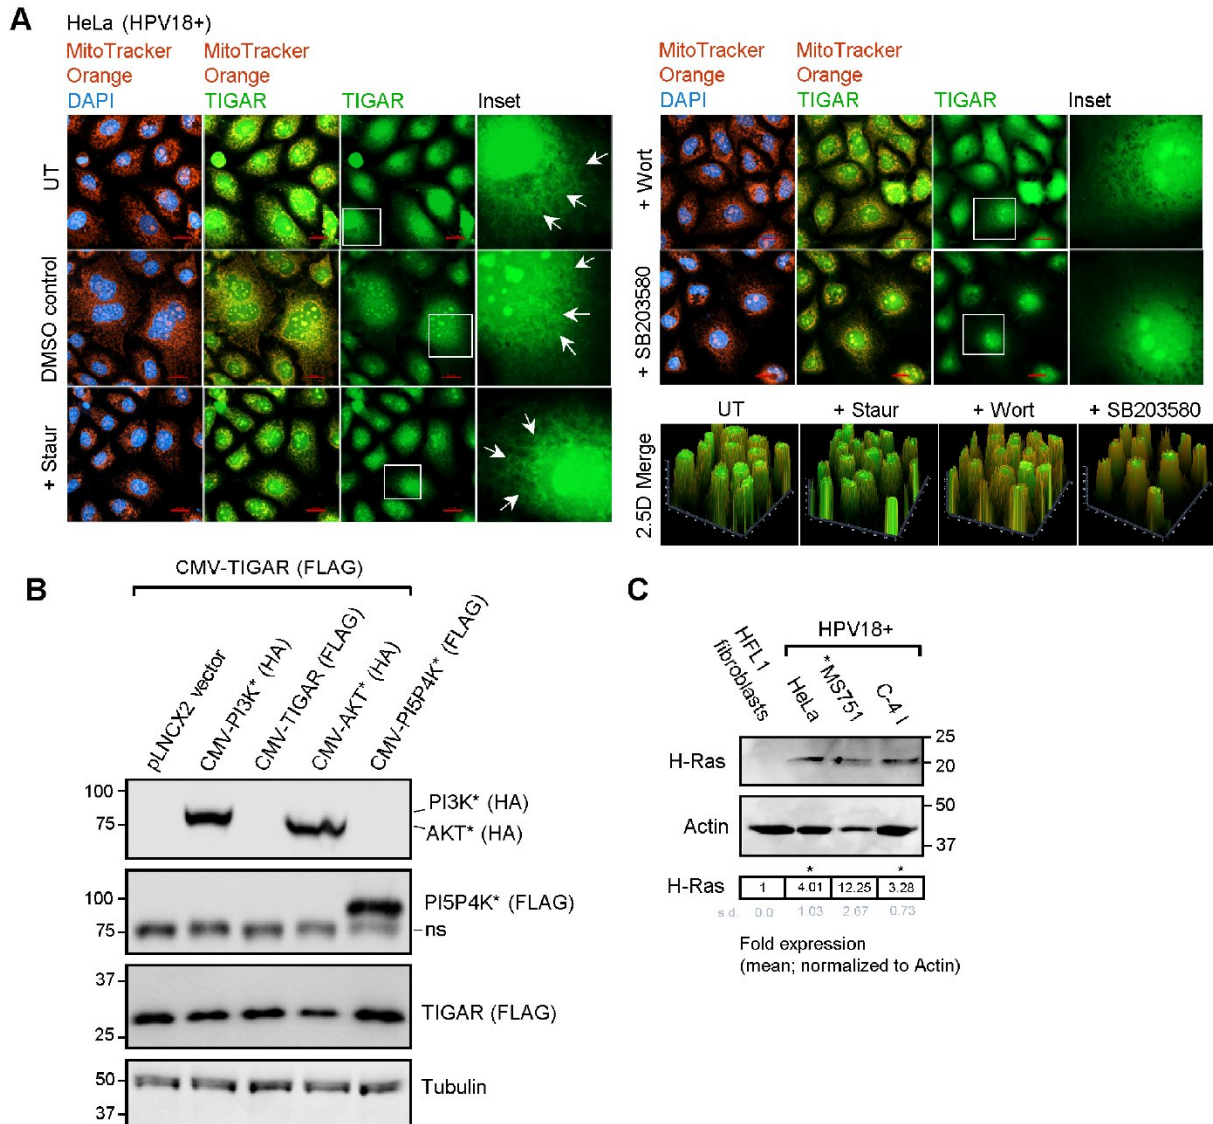 A
HeLa (HPV18+)
MitoTracker
Orange
DAPI
MitoTracker
Orange
TIGAR
TIGAR
Inset
UT
DMSO control
+ Staur
MitoTracker
Orange
DAPI
MitoTracker
Orange
TIGAR
TIGAR
Inset
+ Wort
+ SB203580
UT
+ Staur
+ Wort
+ SB203580
2.5D Merge
B
CMV-TIGAR (FLAG)
pLNCX2 vector
CMV-PI3K* (HA)
CMV-TIGAR (FLAG)
CMV-AKT* (HA)
CMV-PI5P4K* (FLAG)
100
75
PI3K* (HA)
AKT* (HA)
100
75
PI5P4K* (FLAG)
ns
37
25
TIGAR (FLAG)
50
37
Tubulin
C
HFL1
fibroblasts
HPV18+
HeLa
*MS751
C-4 I
H-Ras
25
20
Actin
50
37
* *
H-Ras 1 4.01 12.25 3.28
s.d. 0.0 1.03 2.67 0.73
Fold expression
(mean; normalized to Actin)